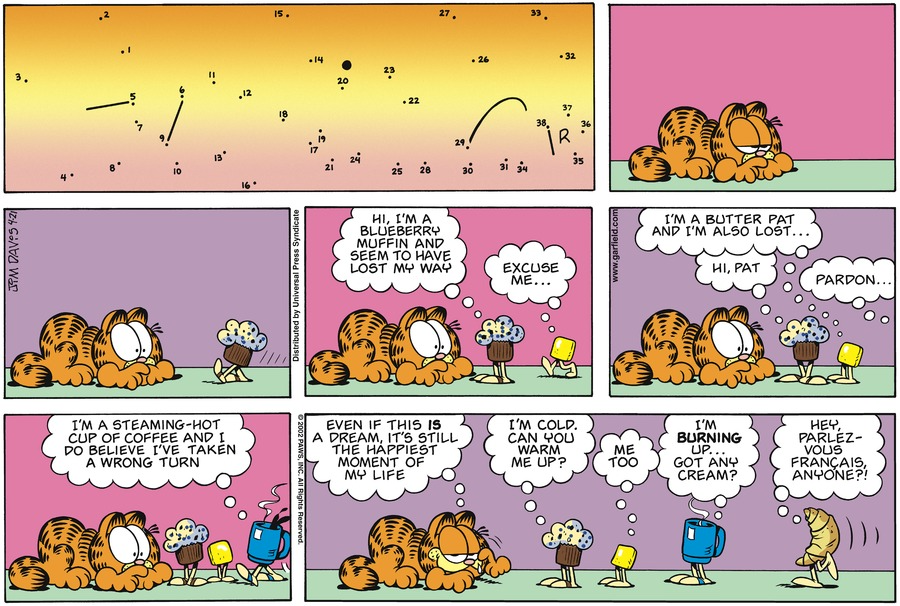 2 15 27 33
1 14 26 32
3 11 20 23
5 6 12 22
18 37
7 38 R 36
9 19 29
13 17 24 31 35
4 8 10 21 25 28 30 34
16
JIM DAVIS 4-21
Distributed by Universal Press Syndicate
HI, I'M A
BLUEBERRY
MUFFIN AND
SEEM TO HAVE
LOST MY WAY
EXCUSE
ME...
www.garfield.com
I'M A BUTTER PAT
AND I'M ALSO LOST...
HI, PAT
PARDON...
I'M A STEAMING-HOT
CUP OF COFFEE AND I
DO BELIEVE I'VE TAKEN
A WRONG TURN
© 2002 PAWS, INC. All Rights Reserved.
EVEN IF THIS IS
A DREAM, IT'S STILL
THE HAPPIEST
MOMENT OF
MY LIFE
I'M COLD.
CAN YOU
WARM
ME UP?
ME
TOO
I'M
BURNING
UP...
GOT ANY
CREAM?
HEY,
PARLEZ-
VOUS
FRANÇAIS,
ANYONE?!